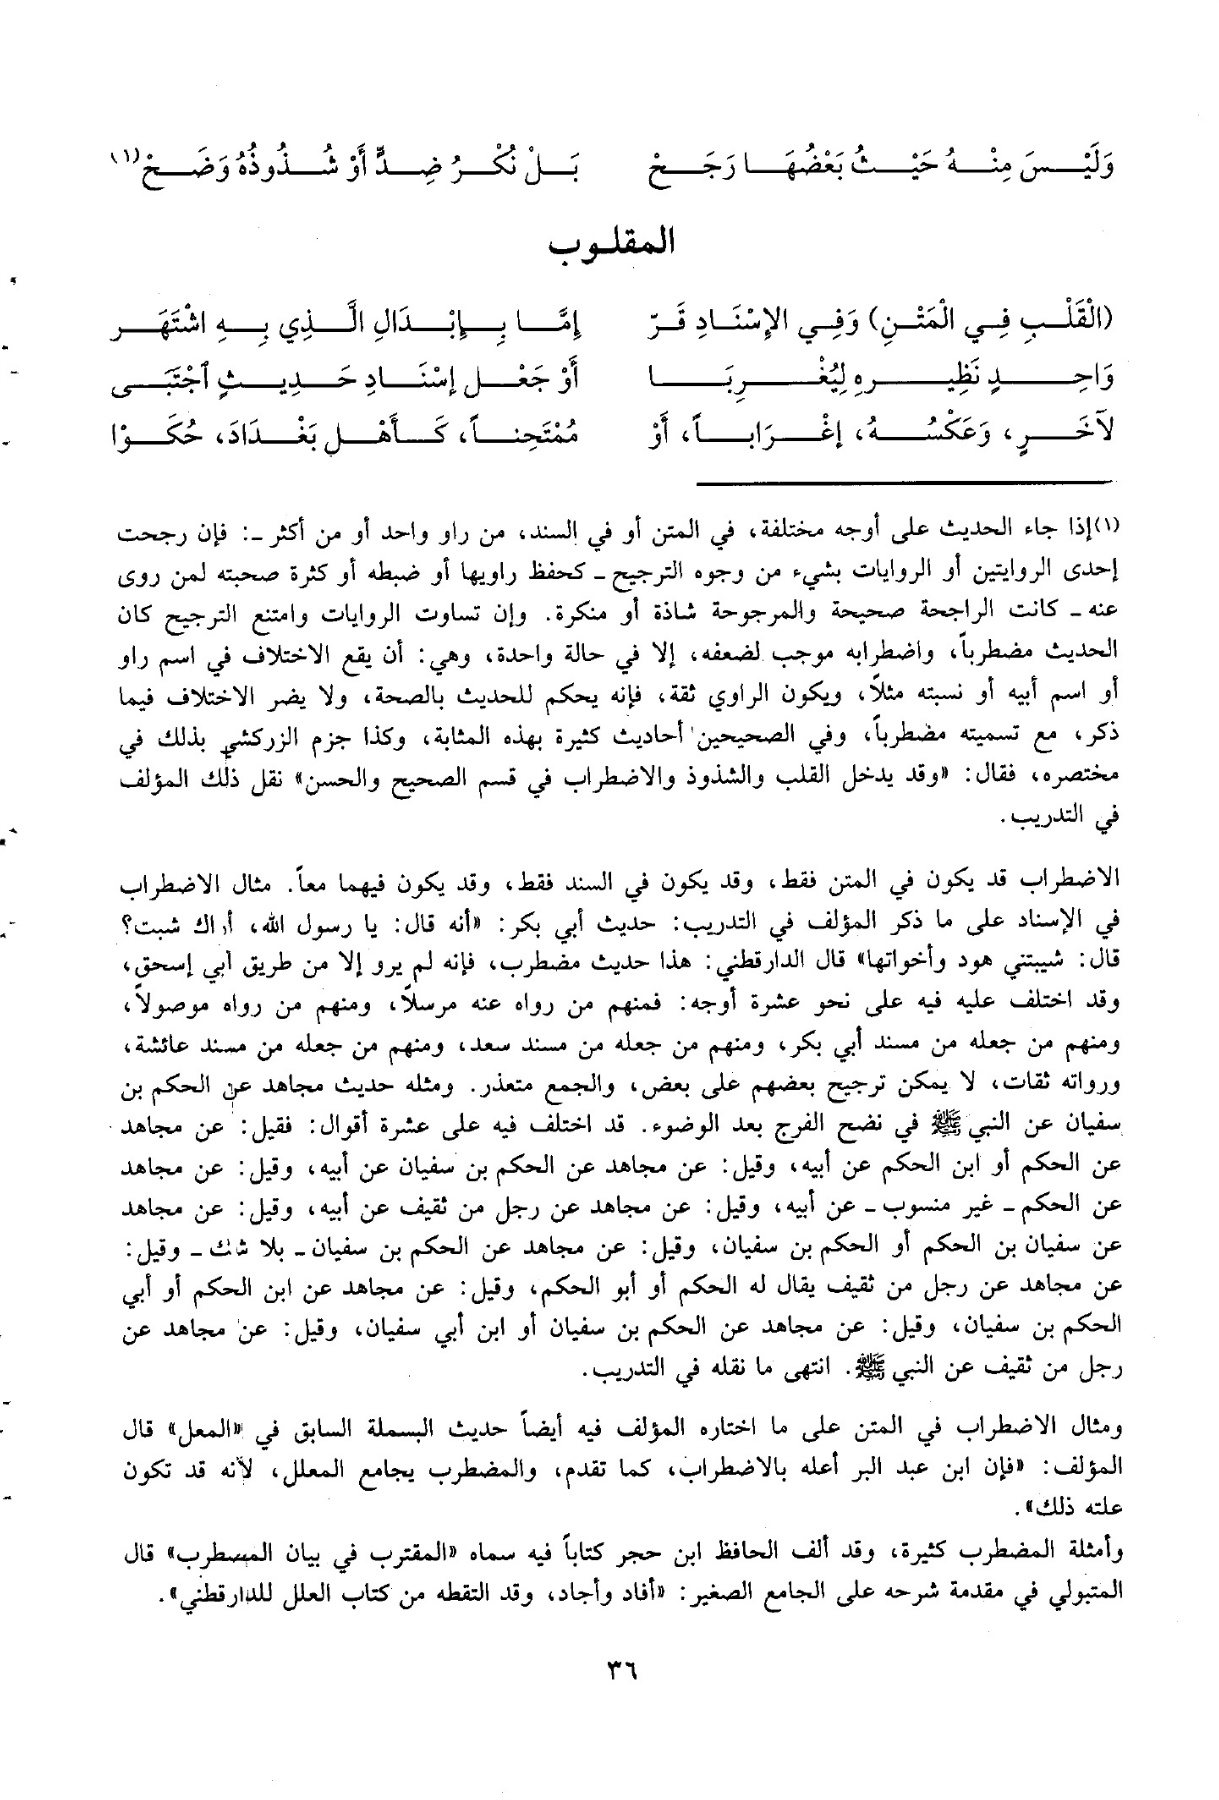 وَلَيْـسَ مِنْـهُ حَيْـثُ بَعْضُهَـا رَجَـحْ بَـلْ نُكْـرُ ضِـدٍّ أَوْ شُـذُوذُهُ وَضَـحْ(١)
المقلـوب
(الْقَلْـبِ فِـي الْمَتْـنِ) وَفِـي الإِسْنَـادِ قَـرّ إِمَّـا بِـإِبْـدَالِ الَّـذِي بِـهِ اشْتَهَـر
وَاحِـدٍ نَظِيـرِهِ لِيُغْـرِبَـا أَوْ جَعْـلِ إِسْنَـادِ حَـدِيـثٍ اجْتَبَـى
لآخَـرٍ، وَعَكْسُـهُ، إغْـرَابـاً، أَوْ مُمْتَحِنـاً، كَـأَهْـلِ بَغْـدَادَ، حُكَـوْا
(١) إذا جاء الحديث على أوجه مختلفة، في المتن أو في السند، من راو واحد أو من أكثر ـ: فإن رجحت
إحدى الروايتين أو الروايات بشيء من وجوه الترجيح ـ كحفظ راويها أو ضبطه أو كثرة صحبته لمن روى
عنه ـ كانت الراجحة صحيحة والمرجوحة شاذة أو منكرة. وإن تساوت الروايات وامتنع الترجيح كان
الحديث مضطرباً، واضطرابه موجب لضعفه، إلا في حالة واحدة، وهي: أن يقع الاختلاف في اسم راو
أو اسم أبيه أو نسبته مثلاً، ويكون الراوي ثقة، فإنه يحكم للحديث بالصحة، ولا يضر الاختلاف فيما
ذكر، مع تسميته مضطرباً، وفي الصحيحين أحاديث كثيرة بهذه المثابة، وكذا جزم الزركشي بذلك في
مختصره، فقال: «وقد يدخل القلب والشذوذ والاضطراب في قسم الصحيح والحسن» نقل ذلك المؤلف
في التدريب.
الاضطراب قد يكون في المتن فقط، وقد يكون في السند فقط، وقد يكون فيهما معاً. مثال الاضطراب
في الإسناد على ما ذكر المؤلف في التدريب: حديث أبي بكر: «أنه قال: يا رسول الله، أراك شبت؟
قال: شيبتني هود وأخواتها» قال الدارقطني: هذا حديث مضطرب، فإنه لم يرو إلا من طريق أبي إسحق،
وقد اختلف عليه فيه على نحو عشرة أوجه: فمنهم من رواه عنه مرسلاً، ومنهم من رواه موصولاً،
ومنهم من جعله من مسند أبي بكر، ومنهم من جعله من مسند سعد، ومنهم من جعله من مسند عائشة،
ورواته ثقات، لا يمكن ترجيح بعضهم على بعض، والجمع متعذر. ومثله حديث مجاهد عن الحكم بن
سفيان عن النبي ﷺ في نضح الفرج بعد الوضوء. قد اختلف فيه على عشرة أقوال: فقيل: عن مجاهد
عن الحكم أو ابن الحكم عن أبيه، وقيل: عن مجاهد عن الحكم بن سفيان عن أبيه، وقيل: عن مجاهد
عن الحكم ـ غير منسوب ـ عن أبيه، وقيل: عن مجاهد عن رجل من ثقيف عن أبيه، وقيل: عن مجاهد
عن سفيان بن الحكم أو الحكم بن سفيان، وقيل: عن مجاهد عن الحكم بن سفيان ـ بلا شك ـ وقيل:
عن مجاهد عن رجل من ثقيف يقال له الحكم أو أبو الحكم، وقيل: عن مجاهد عن ابن الحكم أو أبي
الحكم بن سفيان، وقيل: عن مجاهد عن الحكم بن سفيان أو ابن أبي سفيان، وقيل: عن مجاهد عن
رجل من ثقيف عن النبي ﷺ. انتهى ما نقله في التدريب.
ومثال الاضطراب في المتن على ما اختاره المؤلف فيه أيضاً حديث البسملة السابق في «المعل» قال
المؤلف: «فإن ابن عبد البر أعله بالاضطراب، كما تقدم، والمضطرب يجامع المعلل، لأنه قد تكون
علته ذلك».
وأمثلة المضطرب كثيرة، وقد ألف الحافظ ابن حجر كتاباً فيه سماه «المقترب في بيان المضطرب» قال
المتبولي في مقدمة شرحه على الجامع الصغير: «أفاد وأجاد، وقد التقطه من كتاب العلل للدارقطني».
٣٦